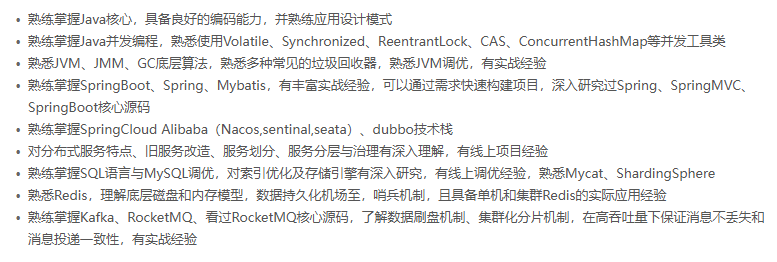 • 熟练掌握Java核心，具备良好的编码能力，并熟练应用设计模式
• 熟练掌握Java并发编程，熟悉使用Volatile、Synchronized、ReentrantLock、CAS、ConcurrentHashMap等并发工具类
• 熟悉JVM、JMM、GC底层算法，熟悉多种常见的垃圾回收器，熟悉JVM调优，有实战经验
• 熟练掌握SpringBoot、Spring、Mybatis，有丰富实战经验，可以通过需求快速构建项目，深入研究过Spring、SpringMVC、
SpringBoot核心源码
• 熟练掌握SpringCloud Alibaba（Nacos,sentinal,seata）、dubbo技术栈
• 对分布式服务特点、旧服务改造、服务划分、服务分层与治理有深入理解，有线上项目经验
• 熟练掌握SQL语言与MySQL调优，对索引优化及存储引擎有深入研究，有线上调优经验，熟悉Mycat、ShardingSphere
• 熟悉Redis，理解底层磁盘和内存模型，数据持久化机场至，哨兵机制，且具备单机和集群Redis的实际应用经验
• 熟练掌握Kafka、RocketMQ、看过RocketMQ核心源码，了解数据刷盘机制、集群化分片机制，在高吞吐量下保证消息不丢失和
消息投递一致性，有实战经验